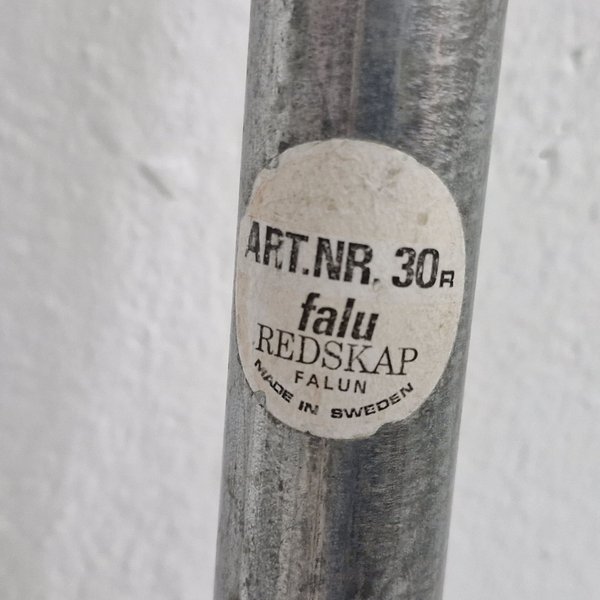 ART.NR. 30R
falu
REDSKAP
FALUN
MADE IN SWEDEN